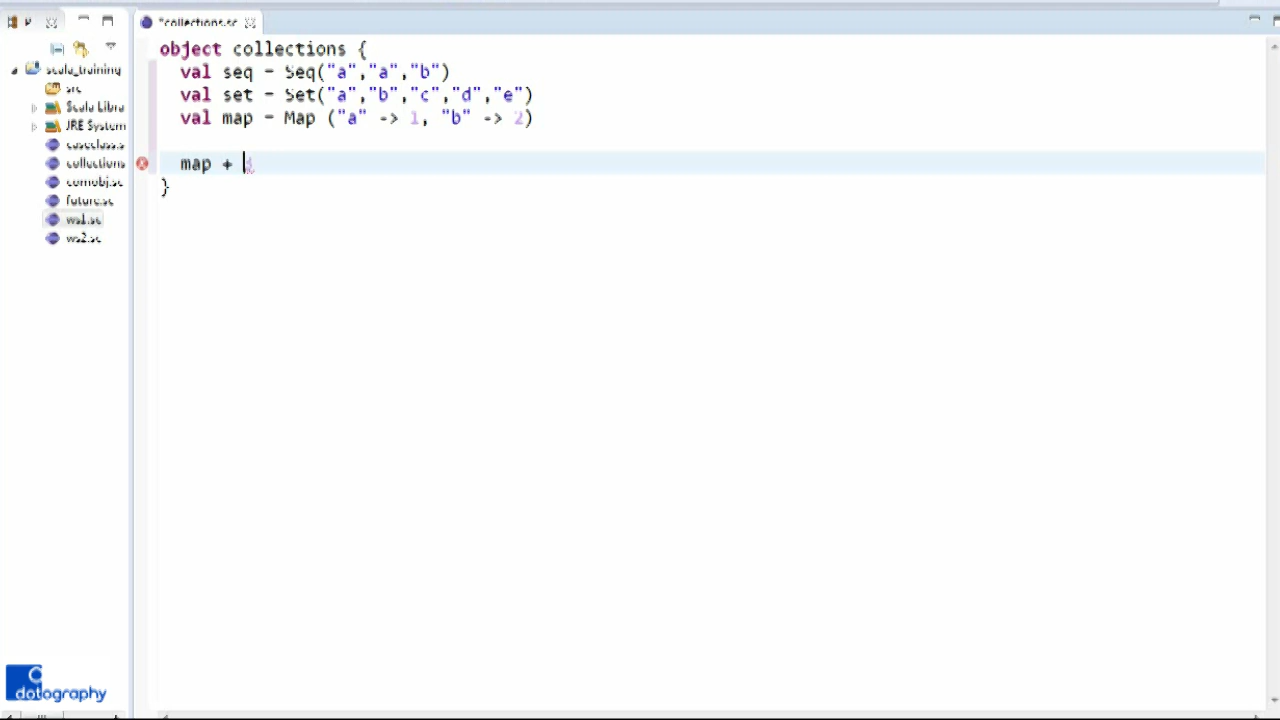 *collections.sc
object collections {
val seq = Seq("a","a","b")
val set = Set("a","b","c","d","e")
val map = Map ("a" -> 1, "b" -> 2)
map +
}
scala_training
src
Scala Libra
JRE System
caseclass.s
collections
comobj.sc
future.sc
ws1.sc
ws2.sc
dotography